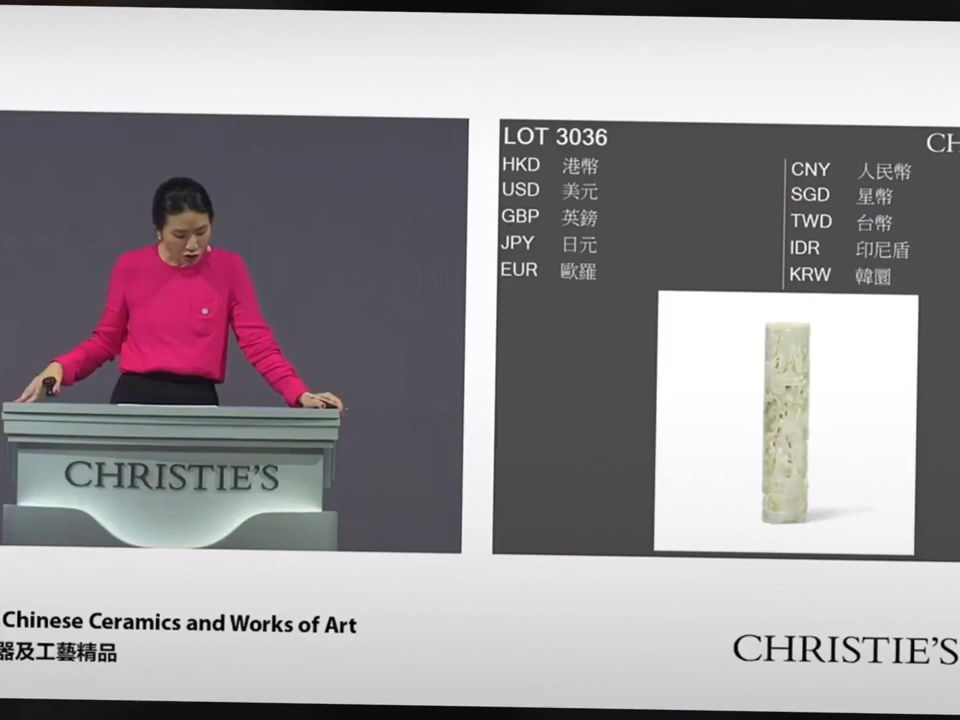 CHRISTIE'S
LOT 3036
CH
HKD 港幣
USD 美元
GBP 英鎊
JPY 日元
EUR 歐羅
CNY 人民幣
SGD 星幣
TWD 台幣
IDR 印尼盾
KRW 韓圜
Chinese Ceramics and Works of Art
器及工藝精品
CHRISTIE'S